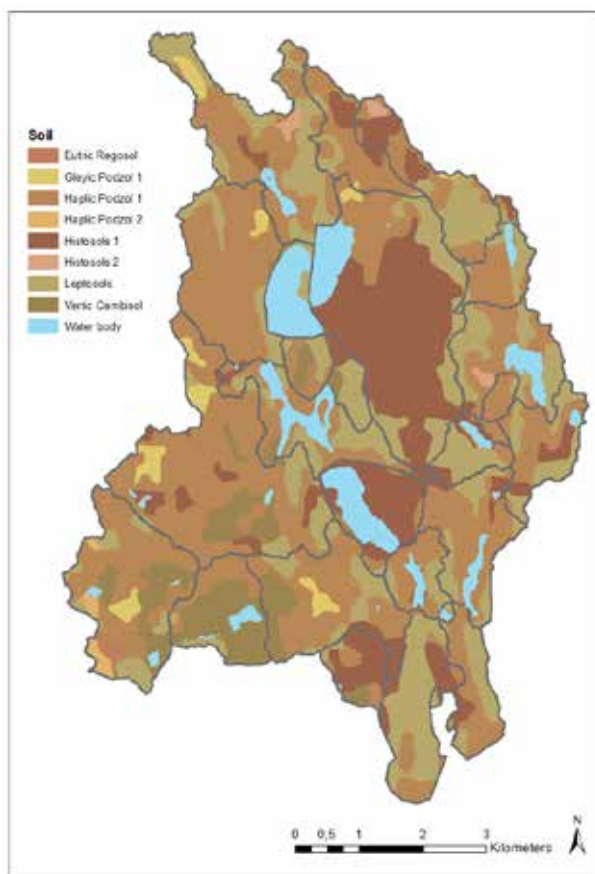 Soil
Eutric Regosol
Gleyic Podzol 1
Haplic Podzol 1
Haplic Podzol 2
Histosols 1
Histosols 2
Leptosols
Vertic Cambisol
Water body
N
0 0,5 1 2 3
Kilometers